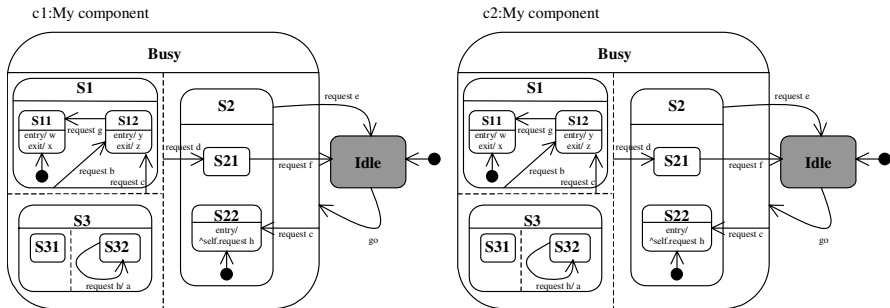 c1:My component
Busy
S1
S11
entry/ w
exit/ x
S12
entry/ y
exit/ z
request g
request b
request c
S2
request e
request d
S21
request f
Idle
S3
S31
S32
request h/ a
S22
entry/
^self.request h
request c
go
c2:My component
Busy
S1
S11
entry/ w
exit/ x
S12
entry/ y
exit/ z
request g
request b
request c
S2
request e
request d
S21
request f
Idle
S3
S31
S32
request h/ a
S22
entry/
^self.request h
request c
go